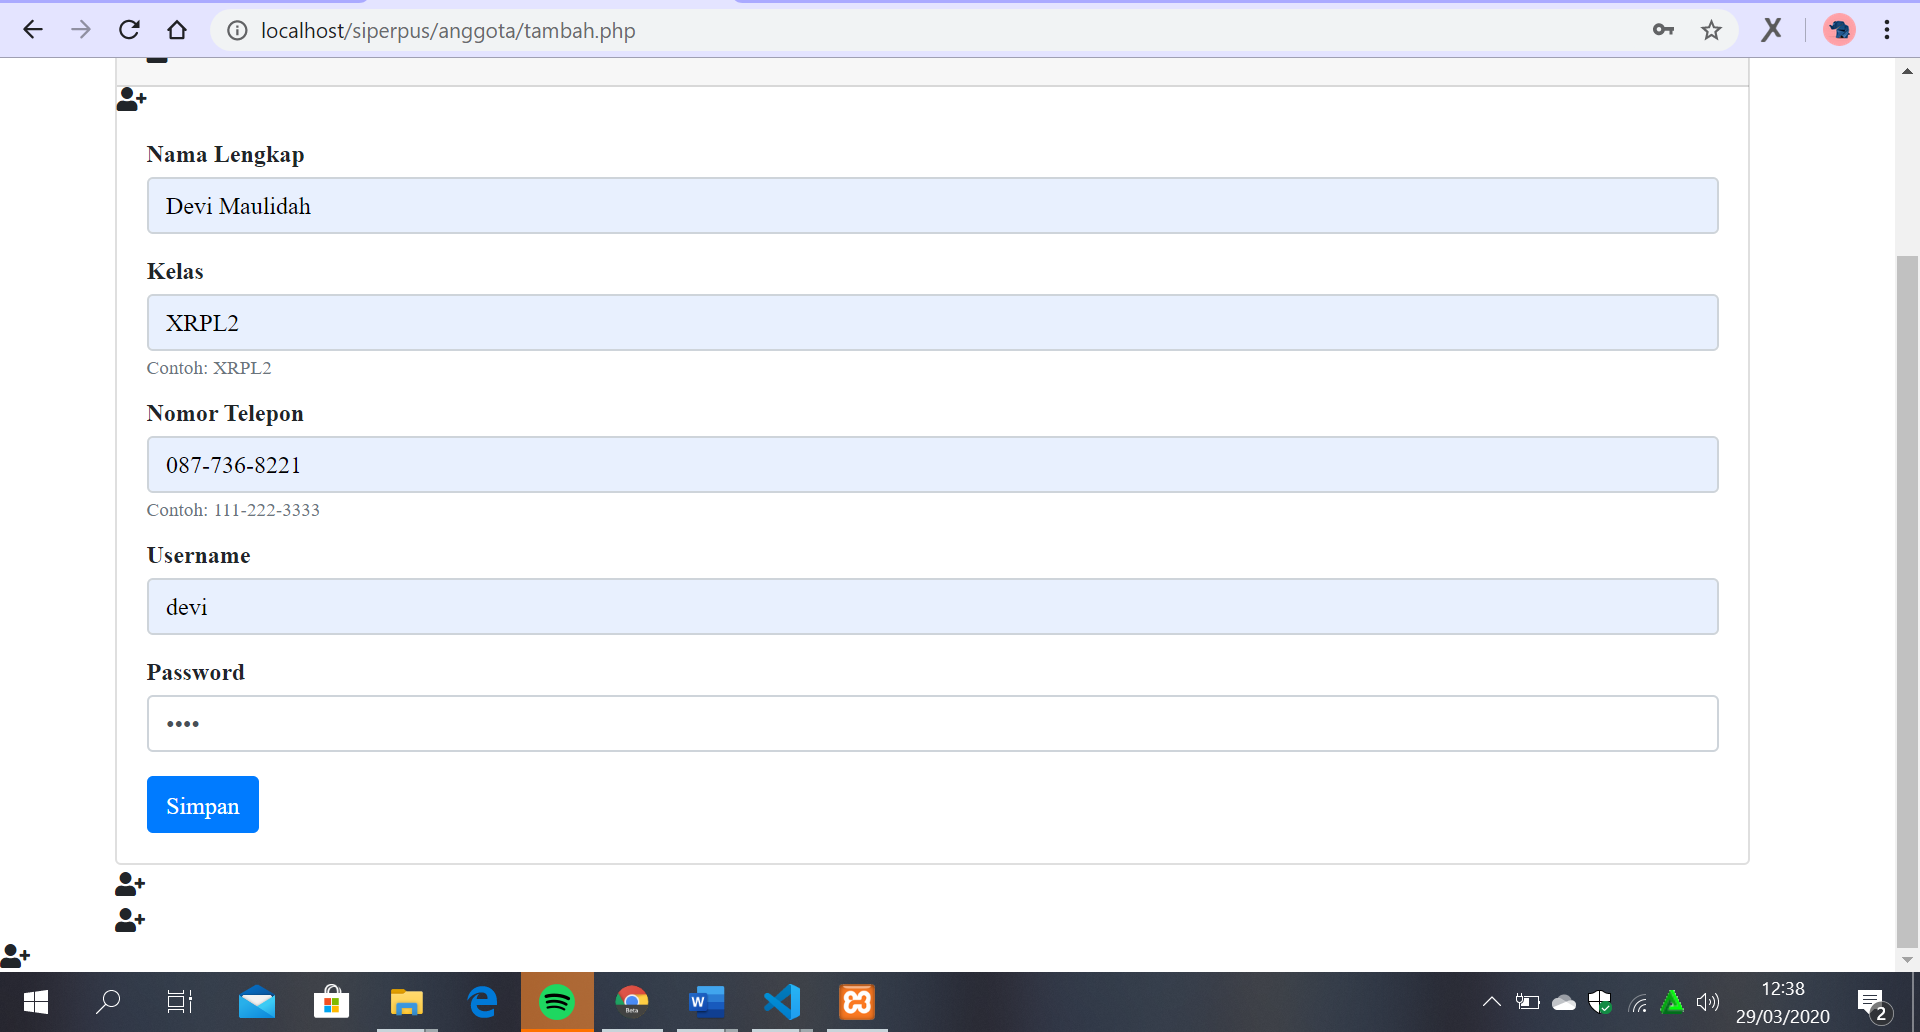 localhost/siperpus/anggota/tambah.php
Nama Lengkap
Devi Maulidah
Kelas
XRPL2
Contoh: XRPL2
Nomor Telepon
087-736-8221
Contoh: 111-222-3333
Username
devi
Password
••••
Simpan
Beta
W
12:38
29/03/2020
2